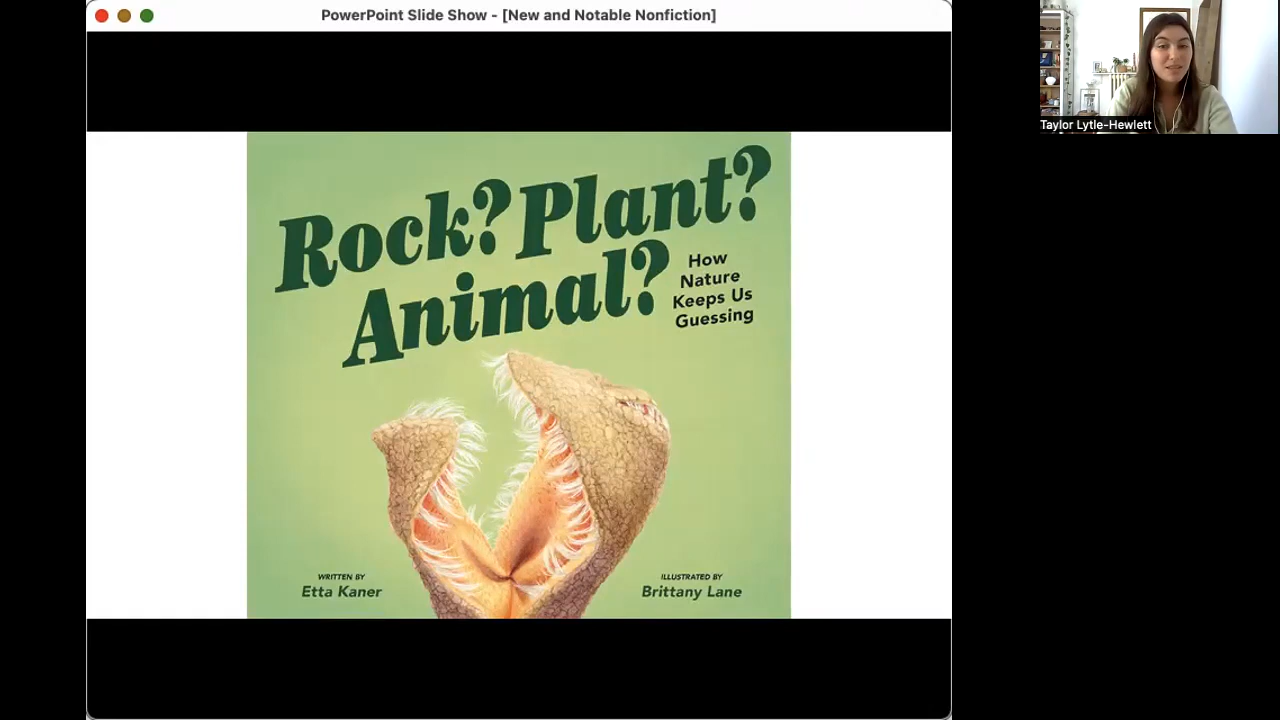 PowerPoint Slide Show - [New and Notable Nonfiction]
Taylor Lytle-Hewlett
Rock? Plant?
Animal?
How
Nature
Keeps Us
Guessing
WRITTEN BY
Etta Kaner
ILLUSTRATED BY
Brittany Lane